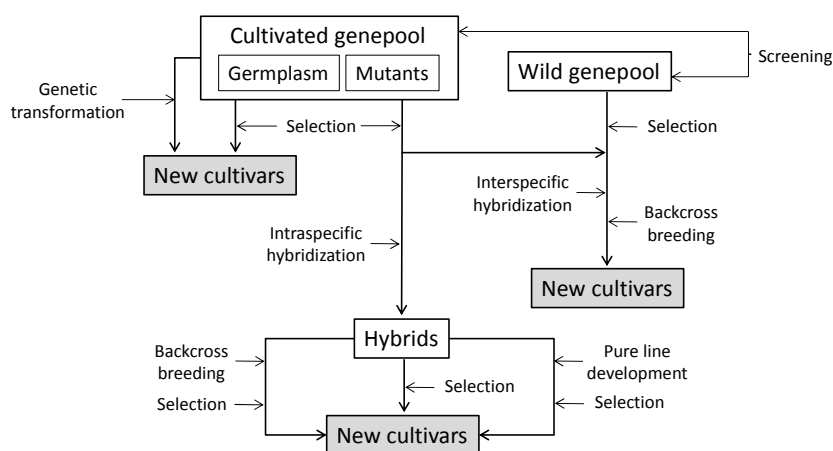 Cultivated genepool
Germplasm
Mutants
Wild genepool
Screening
Genetic
transformation
Selection
Selection
New cultivars
Interspecific
hybridization
Intraspecific
hybridization
Backcross
breeding
New cultivars
Hybrids
Backcross
breeding
Pure line
development
Selection
Selection
Selection
New cultivars